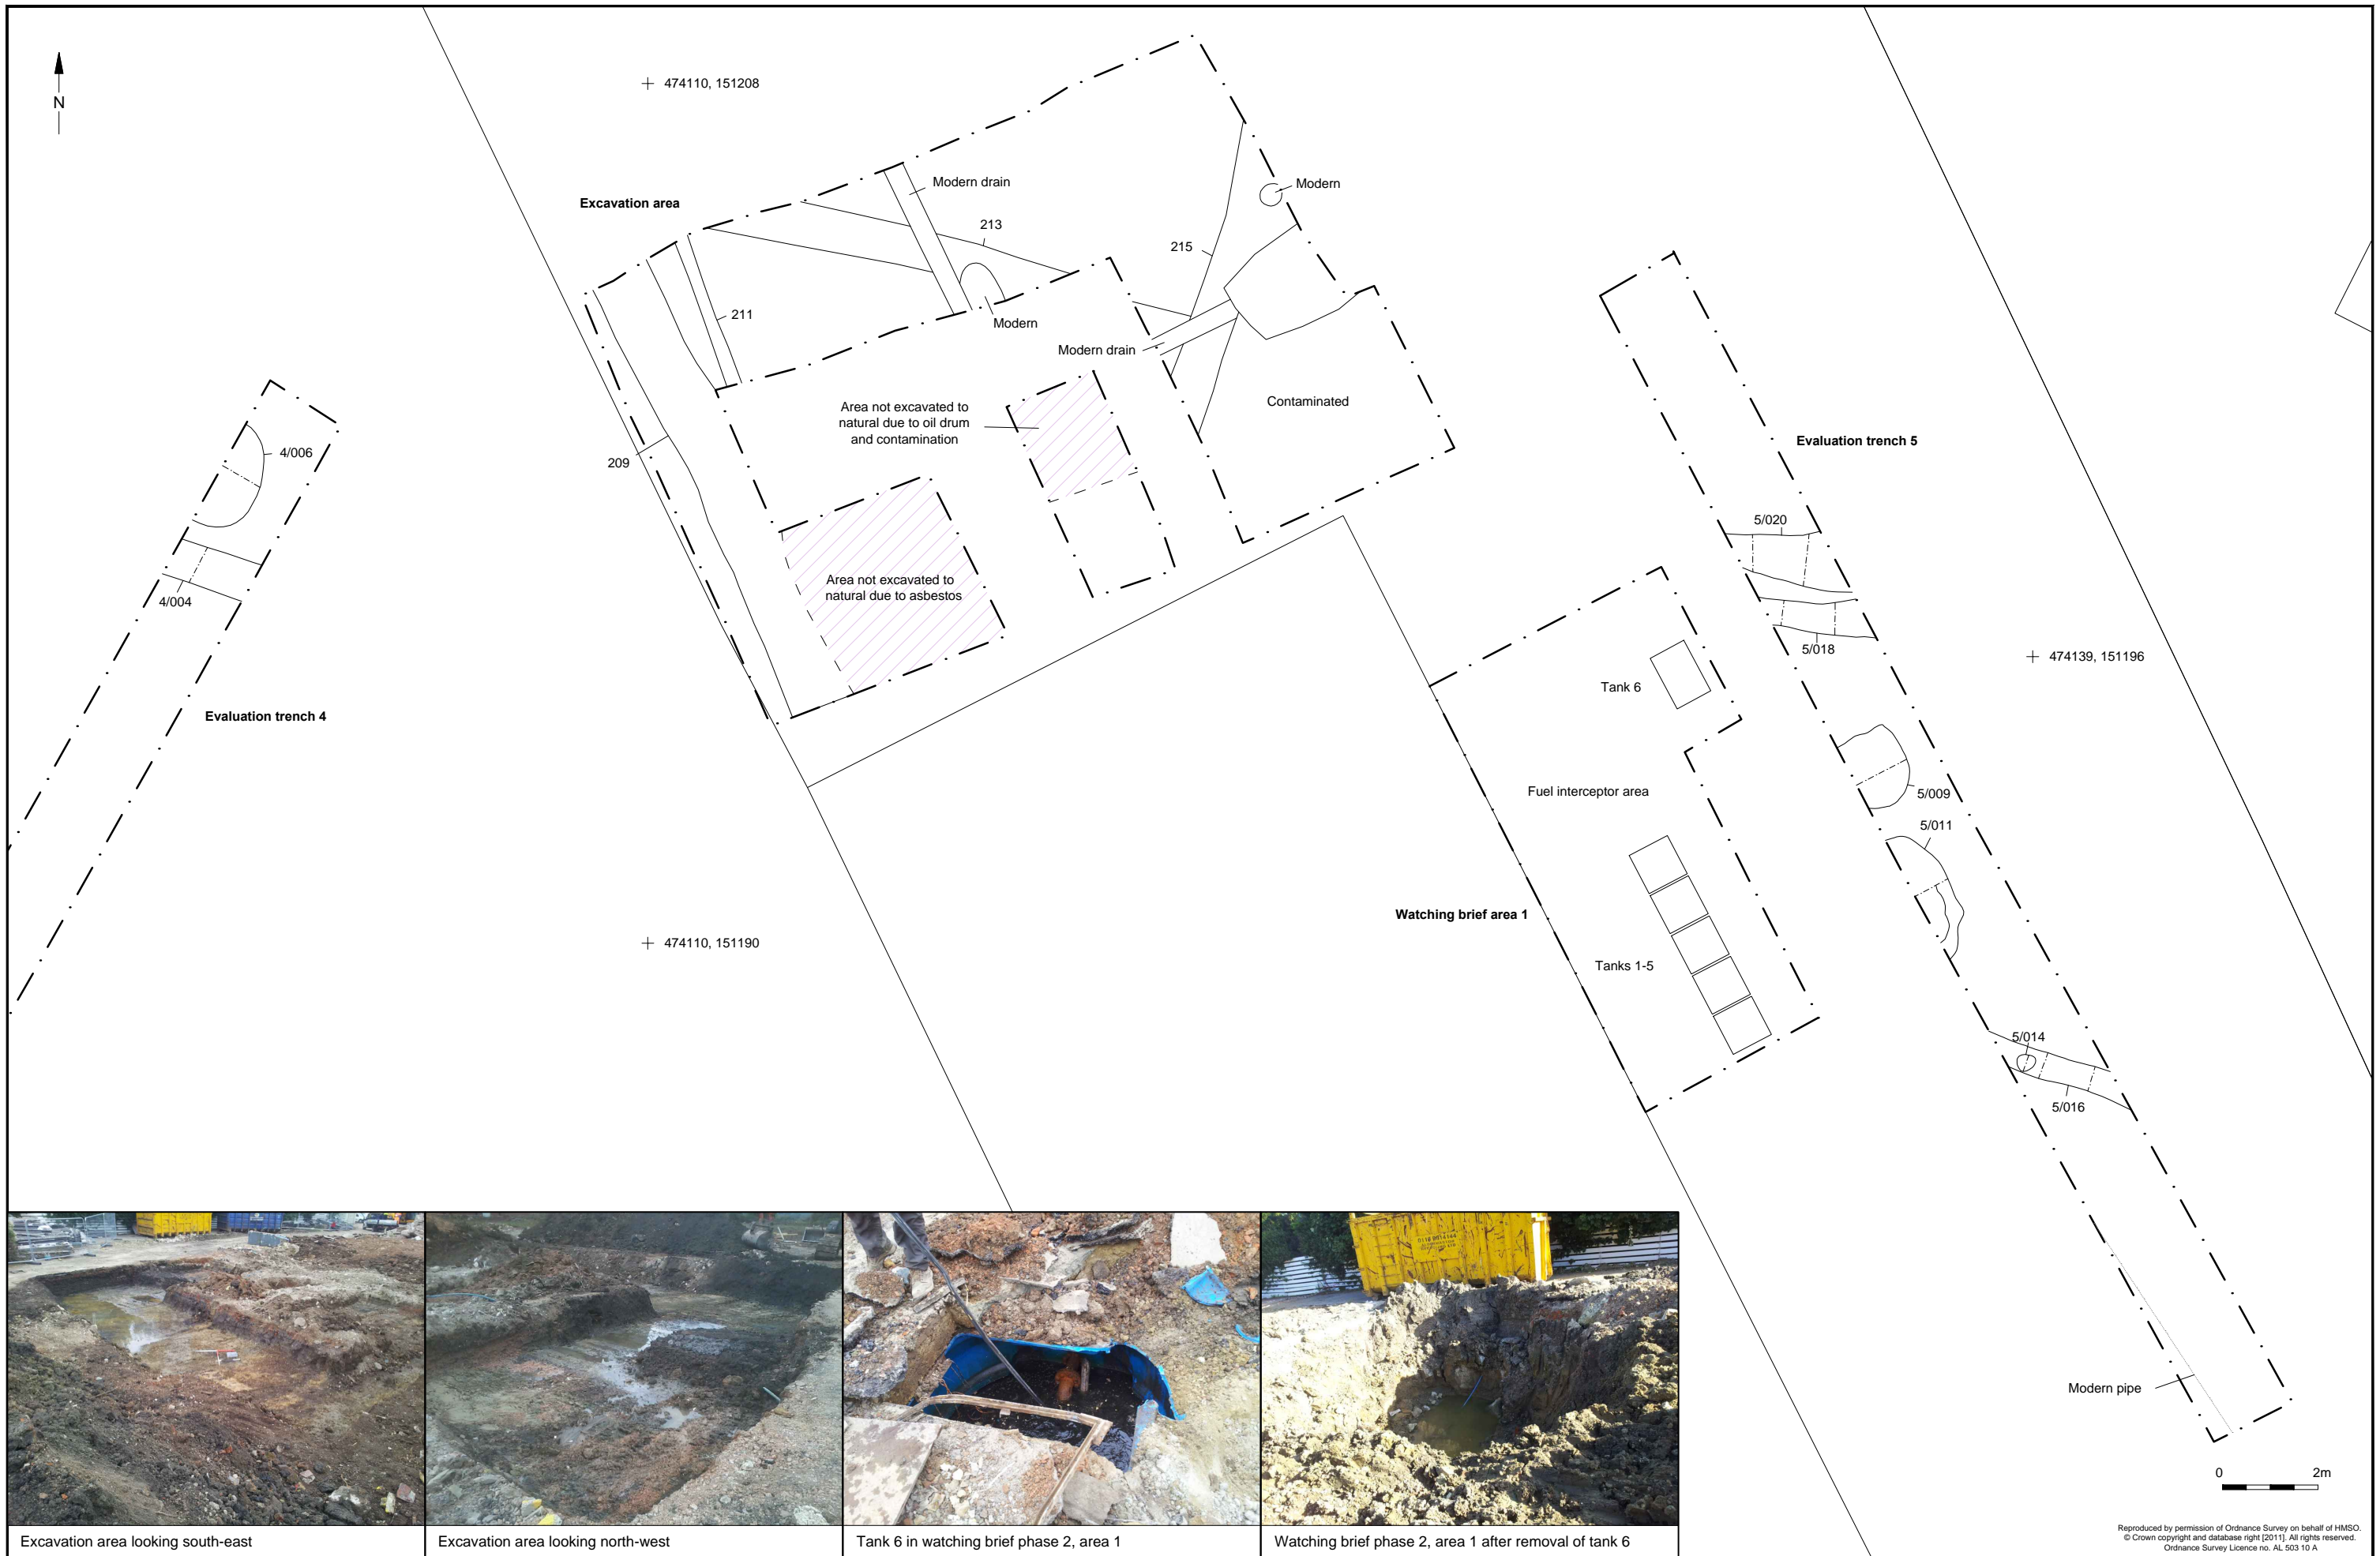 N
474110, 151208
Excavation area
Modern drain
213
Modern
215
211
Modern
Modern drain
Area not excavated to
natural due to oil drum
and contamination
Contaminated
209
Area not excavated to
natural due to asbestos
4/006
4/004
Evaluation trench 4
Evaluation trench 5
5/020
5/018
474139, 151196
Tank 6
Fuel interceptor area
5/009
5/011
Watching brief area 1
474110, 151190
Tanks 1-5
5/014
5/016
Modern pipe
0 2m
Excavation area looking south-east
Excavation area looking north-west
Tank 6 in watching brief phase 2, area 1
Watching brief phase 2, area 1 after removal of tank 6
Reproduced by permission of Ordnance Survey on behalf of HMSO.
© Crown copyright and database right [2011]. All rights reserved.
Ordnance Survey Licence no. AL 503 10 A